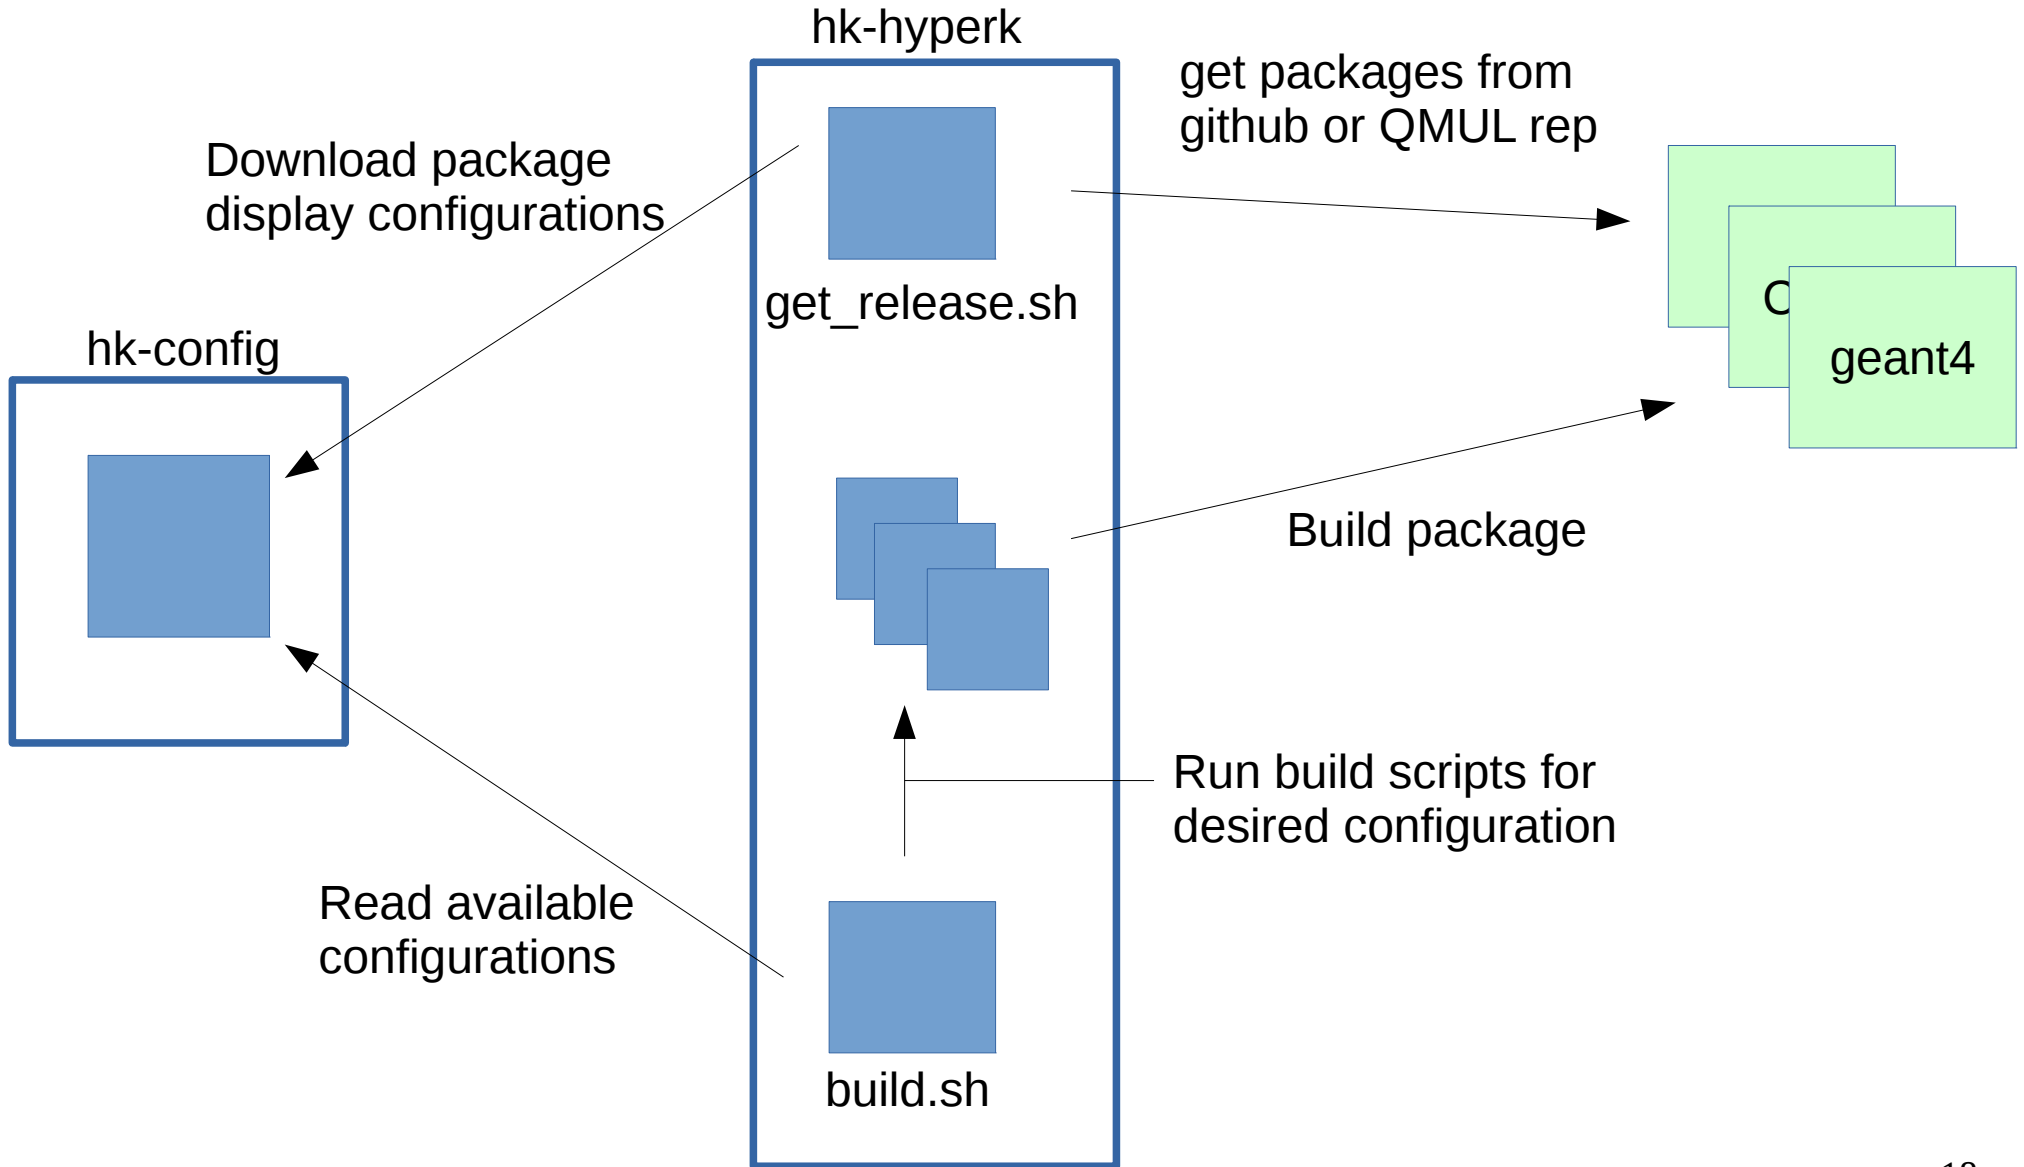 hk-hyperk
get packages from
github or QMUL rep
Download package
display configurations
get_release.sh
hk-config
geant4
Build package
Run build scripts for
desired configuration
Read available
configurations
build.sh